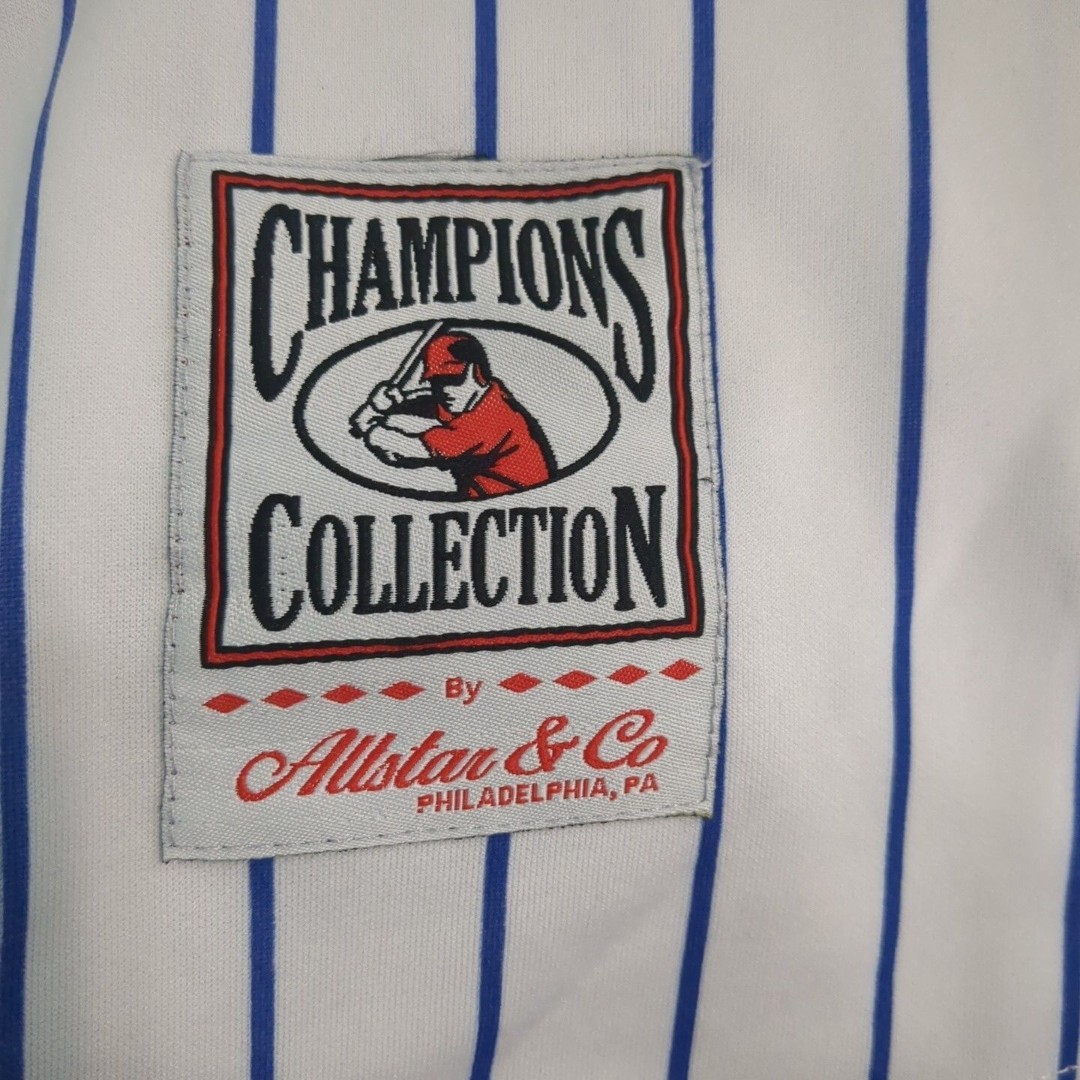 CHAMPIONS
COLLECTION
By
Allstar & Co
PHILADELPHIA, PA